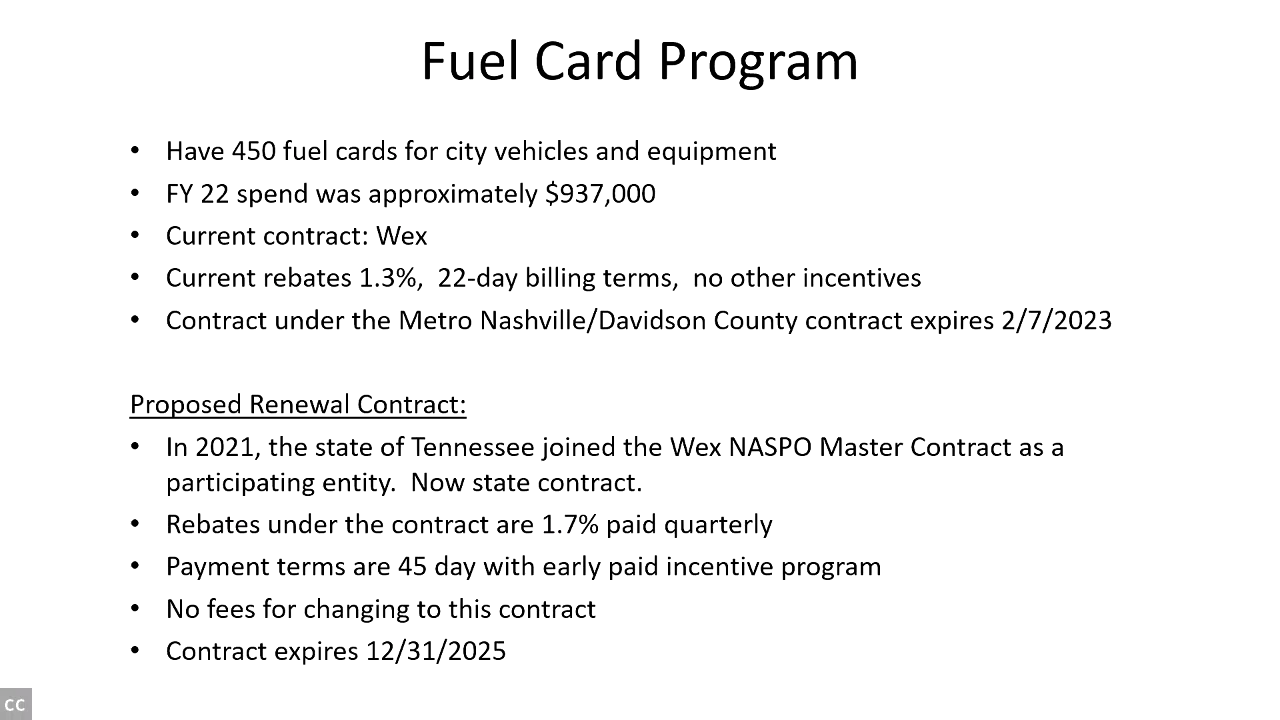 Fuel Card Program
• Have 450 fuel cards for city vehicles and equipment
• FY 22 spend was approximately $937,000
• Current contract: Wex
• Current rebates 1.3%,  22-day billing terms,  no other incentives
• Contract under the Metro Nashville/Davidson County contract expires 2/7/2023
Proposed Renewal Contract:
• In 2021, the state of Tennessee joined the Wex NASPO Master Contract as a
participating entity.  Now state contract.
• Rebates under the contract are 1.7% paid quarterly
• Payment terms are 45 day with early paid incentive program
• No fees for changing to this contract
• Contract expires 12/31/2025
CC